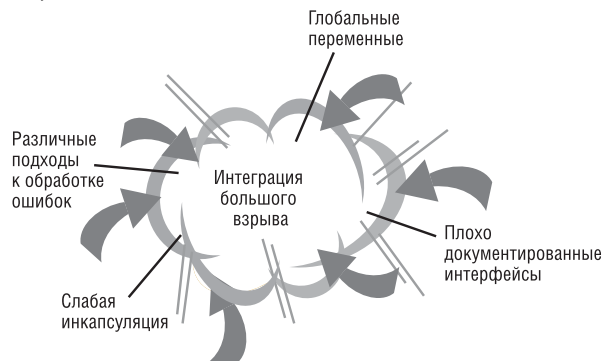 Глобальные
переменные
Различные
подходы
к обработке
ошибок
Интеграция
большого
взрыва
Плохо
документированные
интерфейсы
Слабая
инкапсуляция